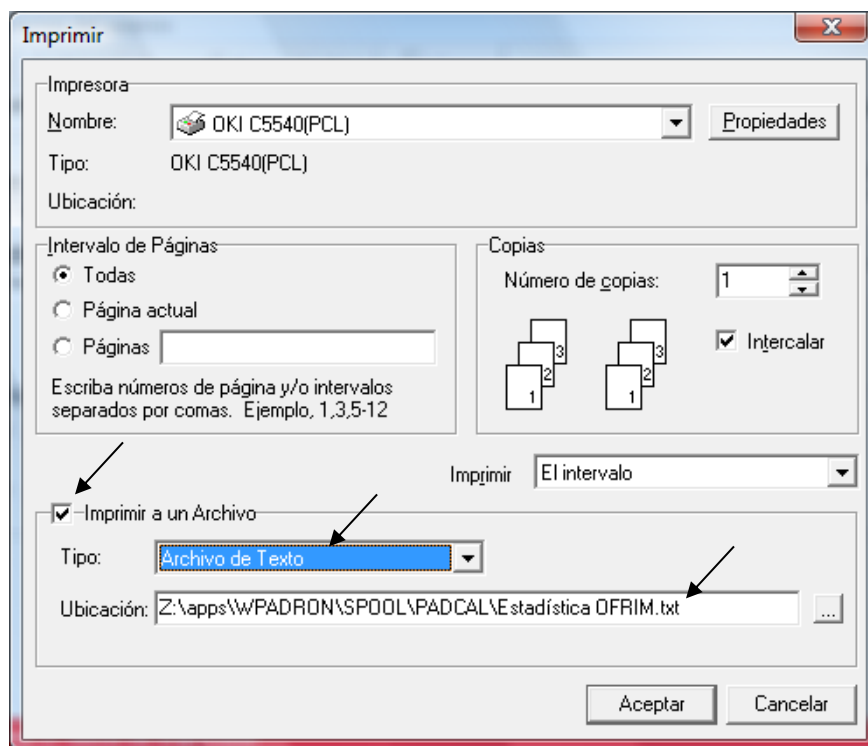 Imprimir
Impresora
Nombre: OKI C5540(PCL) Propiedades
Tipo: OKI C5540(PCL)
Ubicación:
Intervalo de Páginas
Todas
Página actual
Páginas
Escriba números de página y/o intervalos
separados por comas. Ejemplo, 1,3,5-12
Copias
Número de copias: 1
Intercalar
1 2 3 1 2 3
Imprimir El intervalo
Imprimir a un Archivo
Tipo: Archivo de Texto
Ubicación: Z:\apps\WPADRON\SPOOL\PADCAL\Estadística OFRIM.txt ...
Aceptar Cancelar